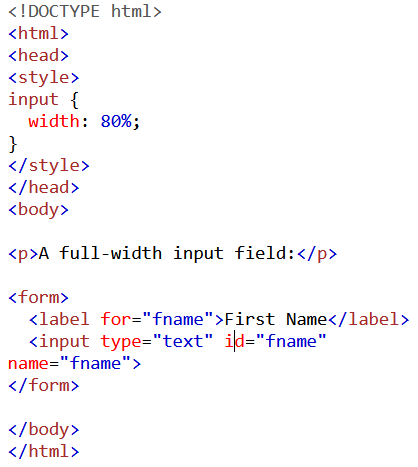 <!DOCTYPE html>
<html>
<head>
<style>
input {
  width: 80%;
}
</style>
</head>
<body>

<p>A full-width input field:</p>

<form>
  <label for="fname">First Name</label>
  <input type="text" id="fname"
name="fname">
</form>

</body>
</html>